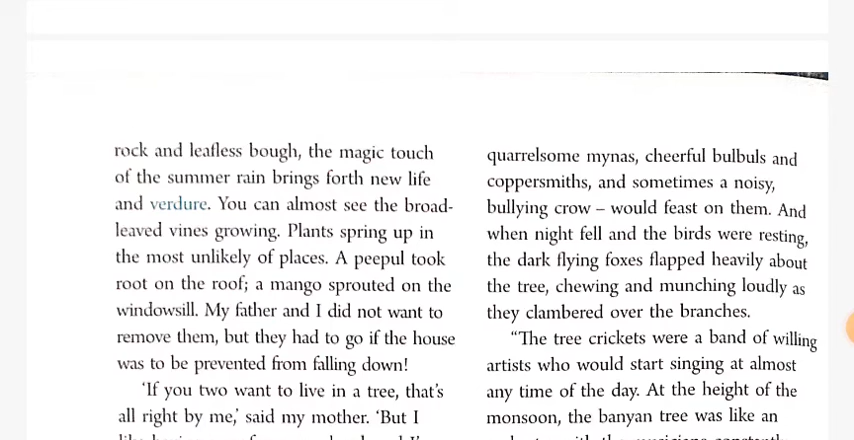 rock and leafless bough, the magic touch
of the summer rain brings forth new life
and verdure. You can almost see the broad-
leaved vines growing. Plants spring up in
the most unlikely of places. A peepul took
root on the roof; a mango sprouted on the
windowsill. My father and I did not want to
remove them, but they had to go if the house
was to be prevented from falling down!
‘If you two want to live in a tree, that’s
all right by me,’ said my mother. ‘But I
quarrelsome mynas, cheerful bulbuls and
coppersmiths, and sometimes a noisy,
bullying crow – would feast on them. And
when night fell and the birds were resting,
the dark flying foxes flapped heavily about
the tree, chewing and munching loudly as
they clambered over the branches.
“The tree crickets were a band of willing
artists who would start singing at almost
any time of the day. At the height of the
monsoon, the banyan tree was like an